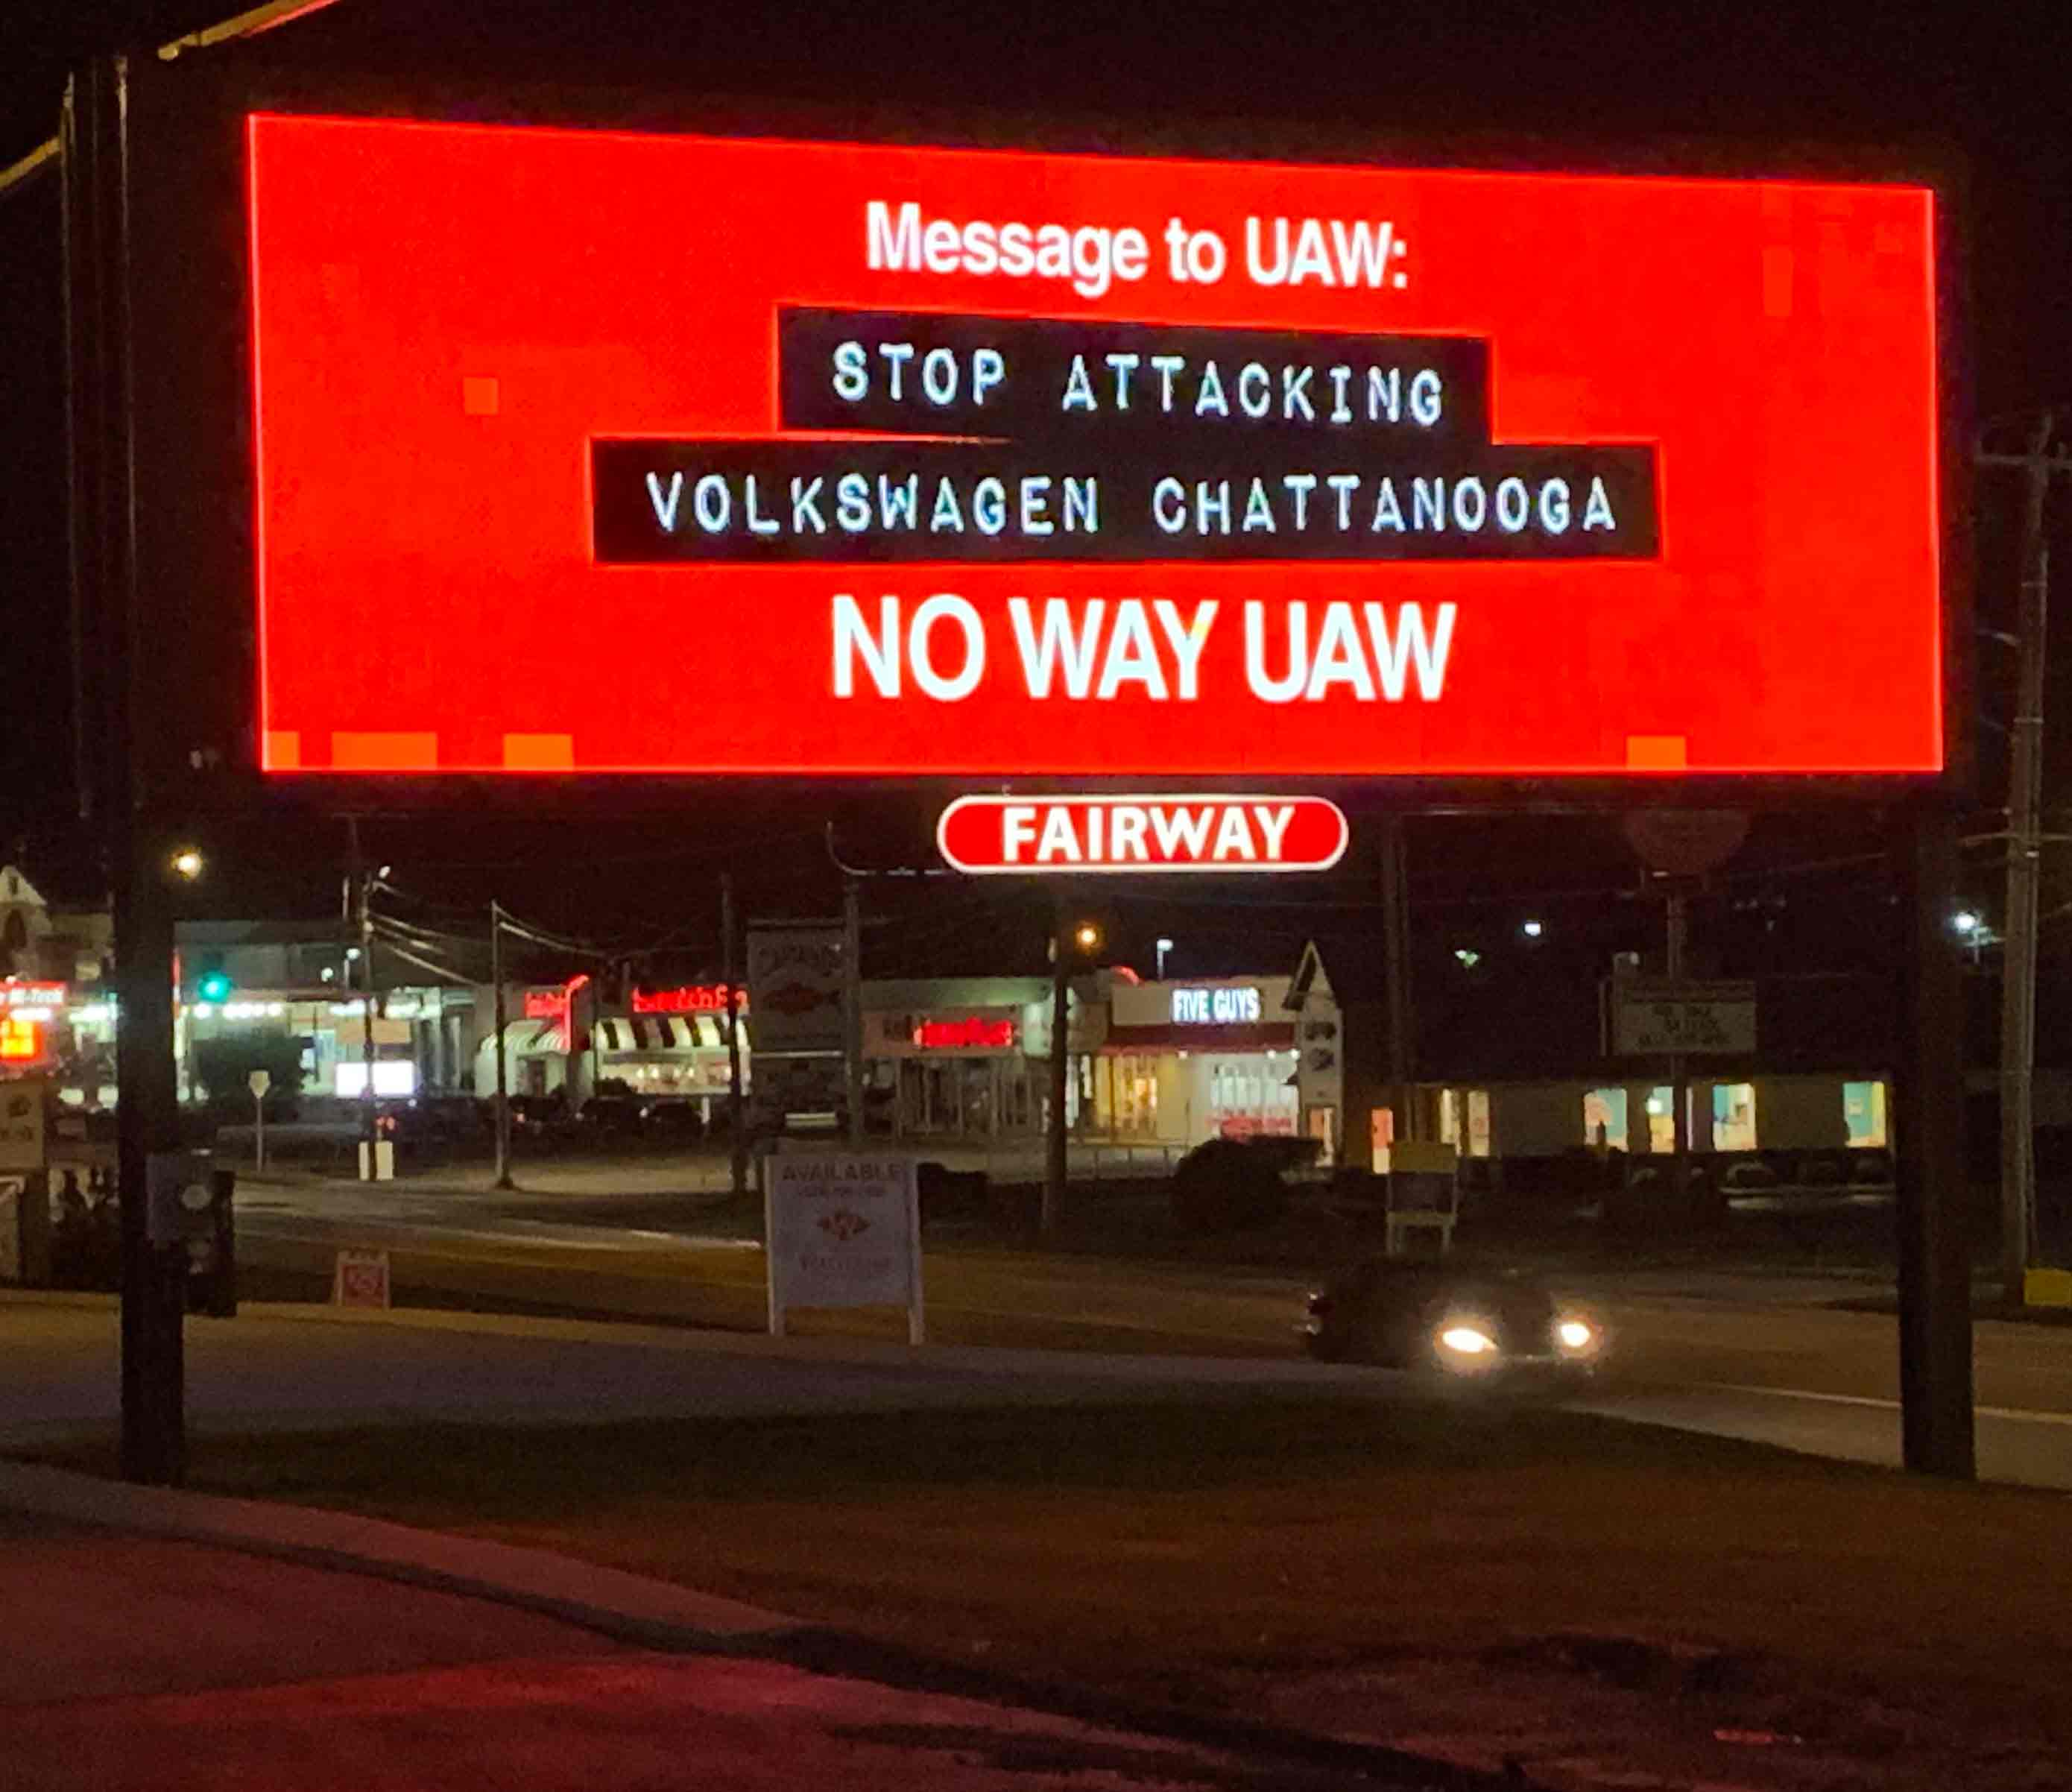 Message to UAW:
STOP ATTACKING
VOLKSWAGEN CHATTANOOGA
NO WAY UAW
FAIRWAY
FIVE GUYS
AVAILABLE